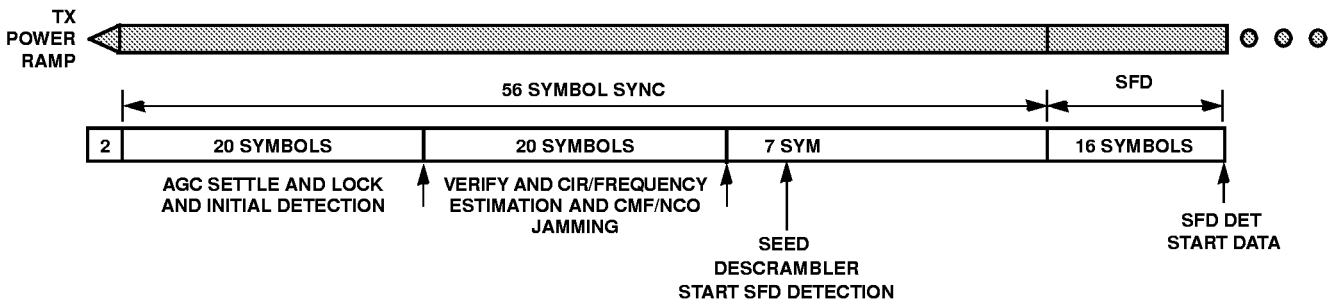 TX
POWER
RAMP
56 SYMBOL SYNC
SFD
2
20 SYMBOLS
20 SYMBOLS
7 SYM
16 SYMBOLS
AGC SETTLE AND LOCK
AND INITIAL DETECTION
VERIFY AND CIR/FREQUENCY
ESTIMATION AND CMF/NCO
JAMMING
SEED
DESCRAMBLER
START SFD DETECTION
SFD DET
START DATA